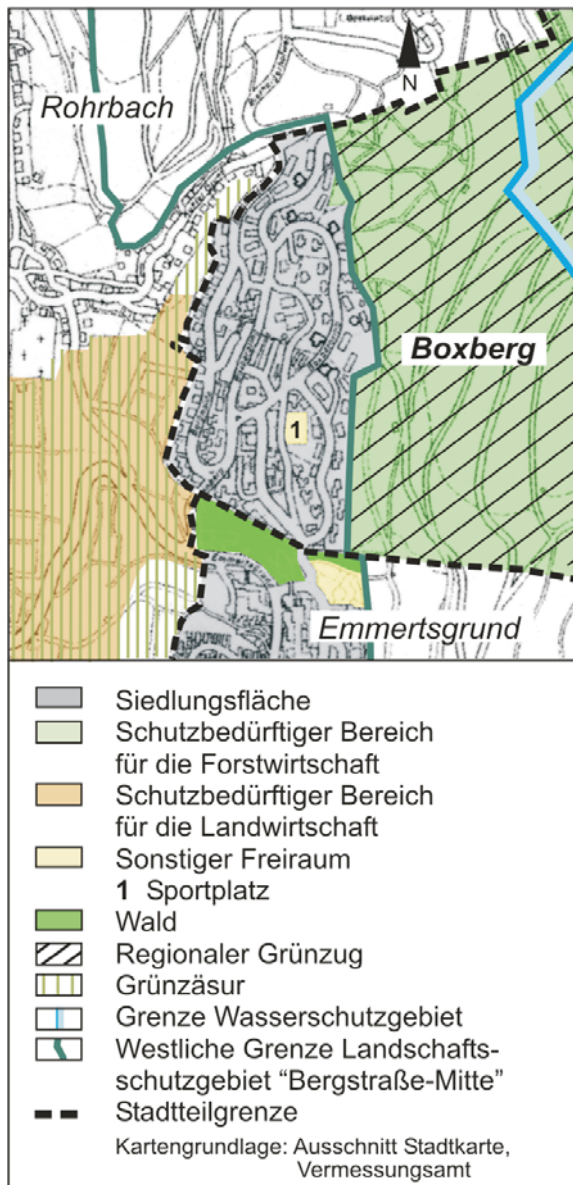 N
Rohrbach
Boxberg
1
Emmertsgrund
Siedlungsfläche
Schutzbedürftiger Bereich
für die Forstwirtschaft
Schutzbedürftiger Bereich
für die Landwirtschaft
Sonstiger Freiraum
1 Sportplatz
Wald
Regionaler Grünzug
Grünzäsur
Grenze Wasserschutzgebiet
Westliche Grenze Landschafts-
schutzgebiet "Bergstraße-Mitte"
Stadtteilgrenze
Kartengrundlage: Ausschnitt Stadtkarte,
Vermessungsamt